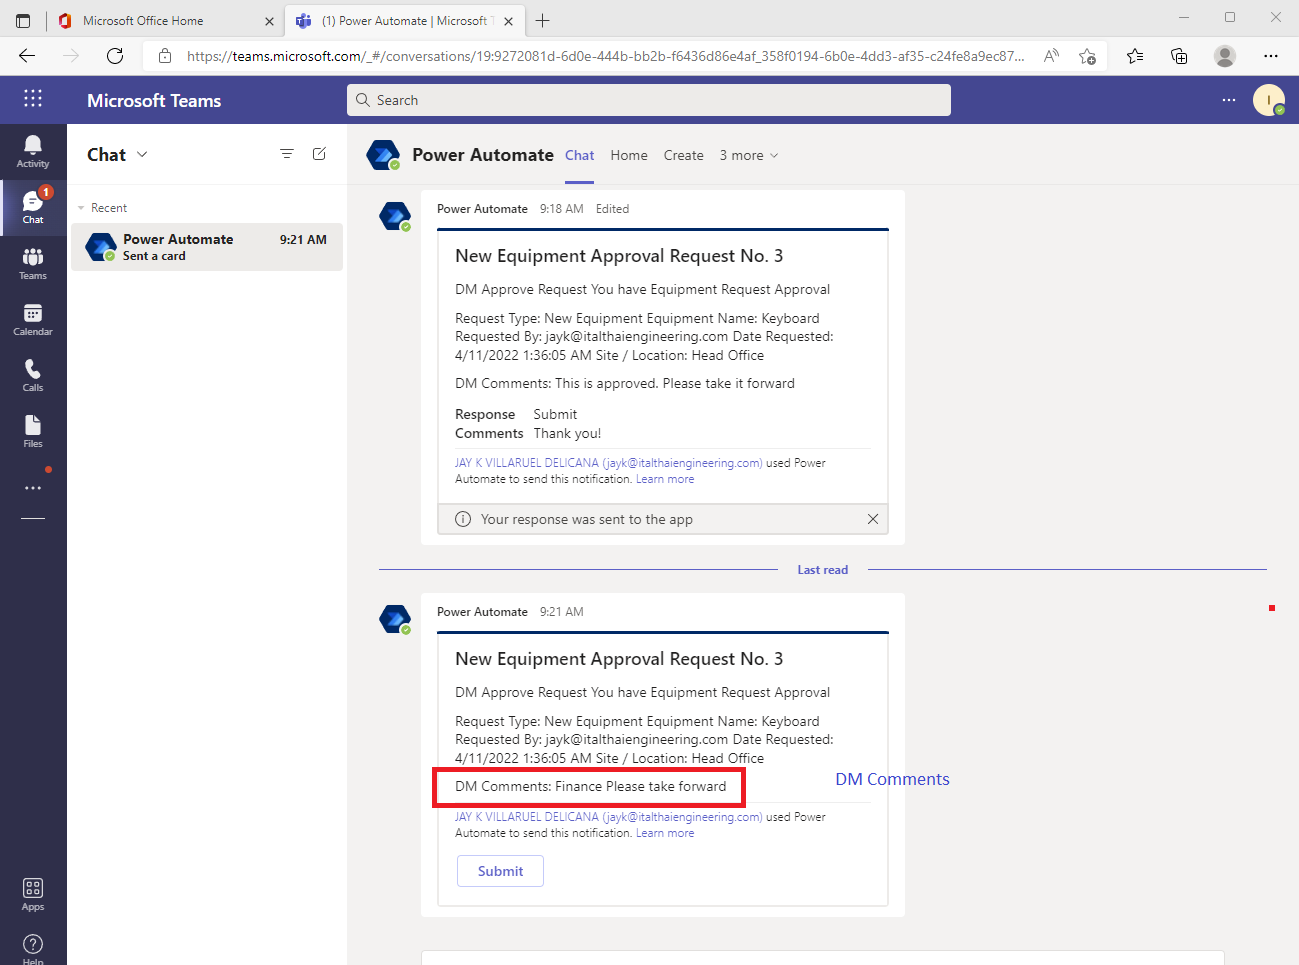 Microsoft Office Home
(1) Power Automate | Microsoft T
https://teams.microsoft.com/_#/conversations/19:9272081d-6d0e-444b-bb2b-f6436d86e4af_358f0194-6b0e-4dd3-af35-c24fe8a9ec87...
Microsoft Teams
Search
I
Activity
Chat
1
Teams
Calendar
Calls
Files
Apps
Help
Chat
Recent
Power Automate 9:21 AM
Sent a card
Power Automate Chat Home Create 3 more
Power Automate 9:18 AM Edited
New Equipment Approval Request No. 3
DM Approve Request You have Equipment Request Approval
Request Type: New Equipment Equipment Name: Keyboard
Requested By: jayk@italthaiengineering.com Date Requested:
4/11/2022 1:36:05 AM Site / Location: Head Office
DM Comments: This is approved. Please take it forward
Response Submit
Comments Thank you!
JAY K VILLARUEL DELICANA (jayk@italthaiengineering.com) used Power
Automate to send this notification. Learn more
Your response was sent to the app
Last read
Power Automate 9:21 AM
New Equipment Approval Request No. 3
DM Approve Request You have Equipment Request Approval
Request Type: New Equipment Equipment Name: Keyboard
Requested By: jayk@italthaiengineering.com Date Requested:
4/11/2022 1:36:05 AM Site / Location: Head Office
DM Comments: Finance Please take forward
DM Comments
JAY K VILLARUEL DELICANA (jayk@italthaiengineering.com) used Power
Automate to send this notification. Learn more
Submit